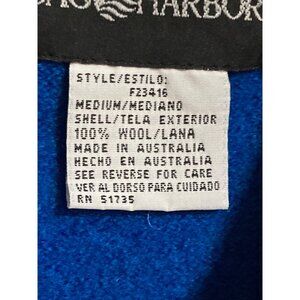 HARBOR
STYLE/ESTILO:
F23416
MEDIUM/MEDIANO
SHELL/TELA EXTERIOR
100% WOOL/LANA
MADE IN AUSTRALIA
HECHO EN AUSTRALIA
SEE REVERSE FOR CARE
VER AL DORSO PARA CUIDADO
RN 51735